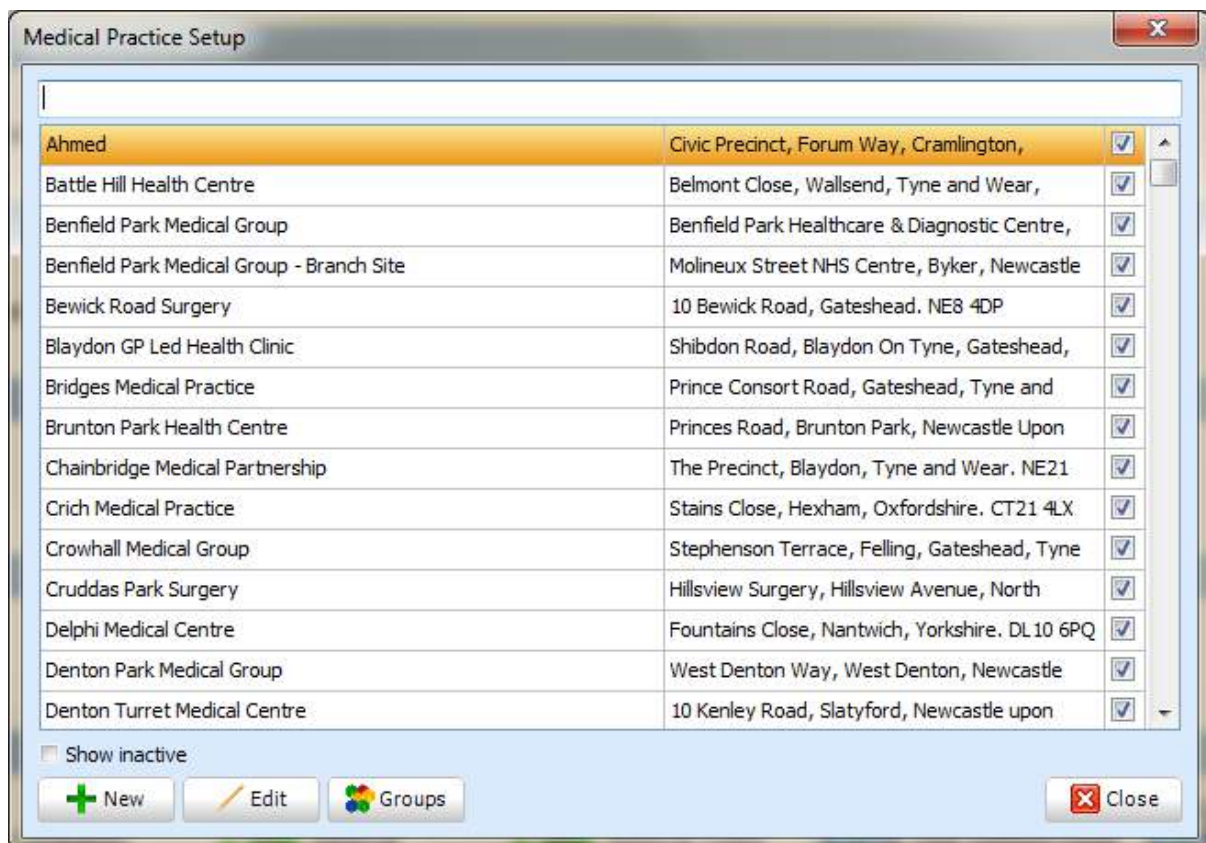 Medical Practice Setup
Ahmed Civic Precinct, Forum Way, Cramlington,
Battle Hill Health Centre Belmont Close, Wallsend, Tyne and Wear,
Benfield Park Medical Group Benfield Park Healthcare & Diagnostic Centre,
Benfield Park Medical Group - Branch Site Molineux Street NHS Centre, Byker, Newcastle
Bewick Road Surgery 10 Bewick Road, Gateshead. NE8 4DP
Blaydon GP Led Health Clinic Shibdon Road, Blaydon On Tyne, Gateshead,
Bridges Medical Practice Prince Consort Road, Gateshead, Tyne and
Brunton Park Health Centre Princes Road, Brunton Park, Newcastle Upon
Chainbridge Medical Partnership The Precinct, Blaydon, Tyne and Wear. NE21
Crich Medical Practice Stains Close, Hexham, Oxfordshire. CT21 4LX
Crowhall Medical Group Stephenson Terrace, Felling, Gateshead, Tyne
Cruddas Park Surgery Hillsview Surgery, Hillsview Avenue, North
Delphi Medical Centre Fountains Close, Nantwich, Yorkshire. DL10 6PQ
Denton Park Medical Group West Denton Way, West Denton, Newcastle
Denton Turret Medical Centre 10 Kenley Road, Slatyford, Newcastle upon
Show inactive
New Edit Groups Close